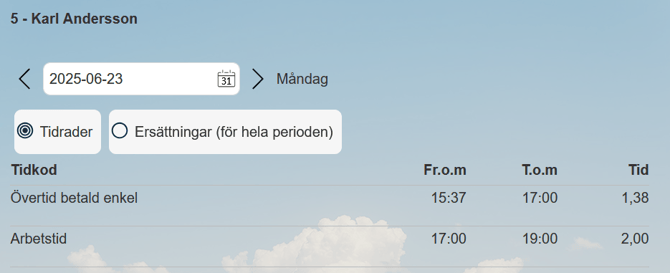 5 - Karl Andersson
2025-06-23 31 Måndag
Tidrader Ersättningar (för hela perioden)
Tidkod Fr.o.m T.o.m Tid
Övertid betald enkel 15:37 17:00 1,38
Arbetstid 17:00 19:00 2,00